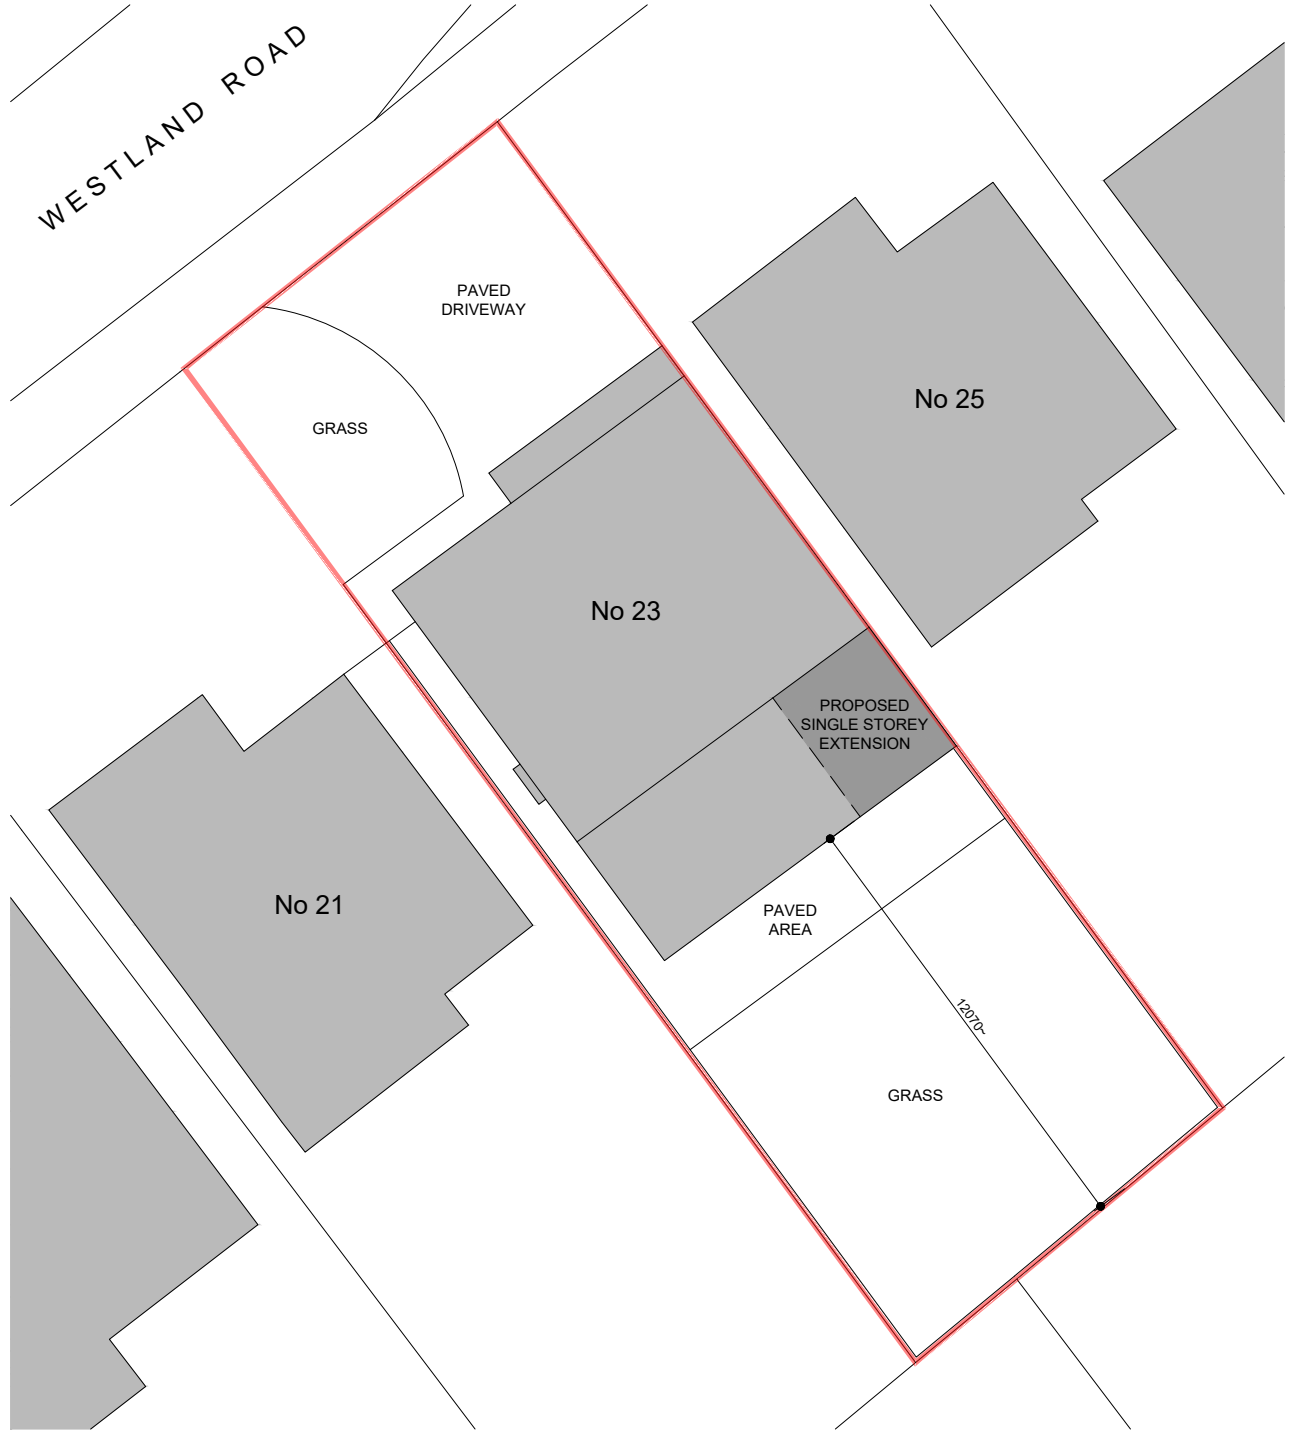 WESTLAND ROAD
PAVED
DRIVEWAY
No 25
GRASS
No 23
PROPOSED
SINGLE STOREY
EXTENSION
No 21
PAVED
AREA
12070~
GRASS